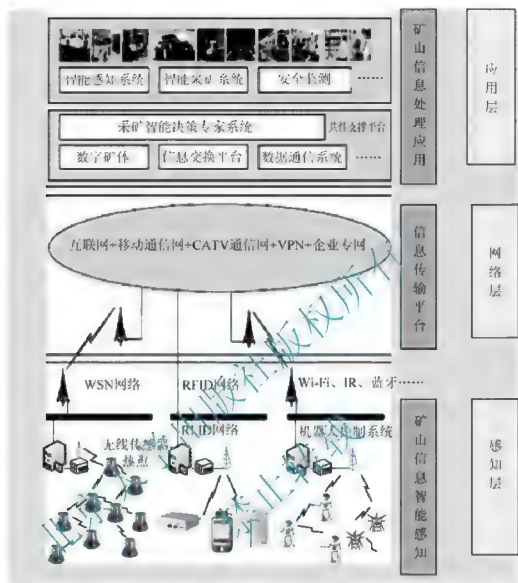 智能感知系统 智能采矿系统 安全长测 ……
采矿智能决策专家系统 共性支撑平台
数字矿体 信息交换平台 数据通信系统 ……
矿山信息处理应用
应用层
互联网+移动通信网+CATV通信网+VPN+企业专网
信息传输平台
网络层
WSN网络 RFID网络 Wi-Fi、IR、蓝牙……
无线传感器 RFID网络 机器人控制系统
热点
矿山信息智能感知
感知层